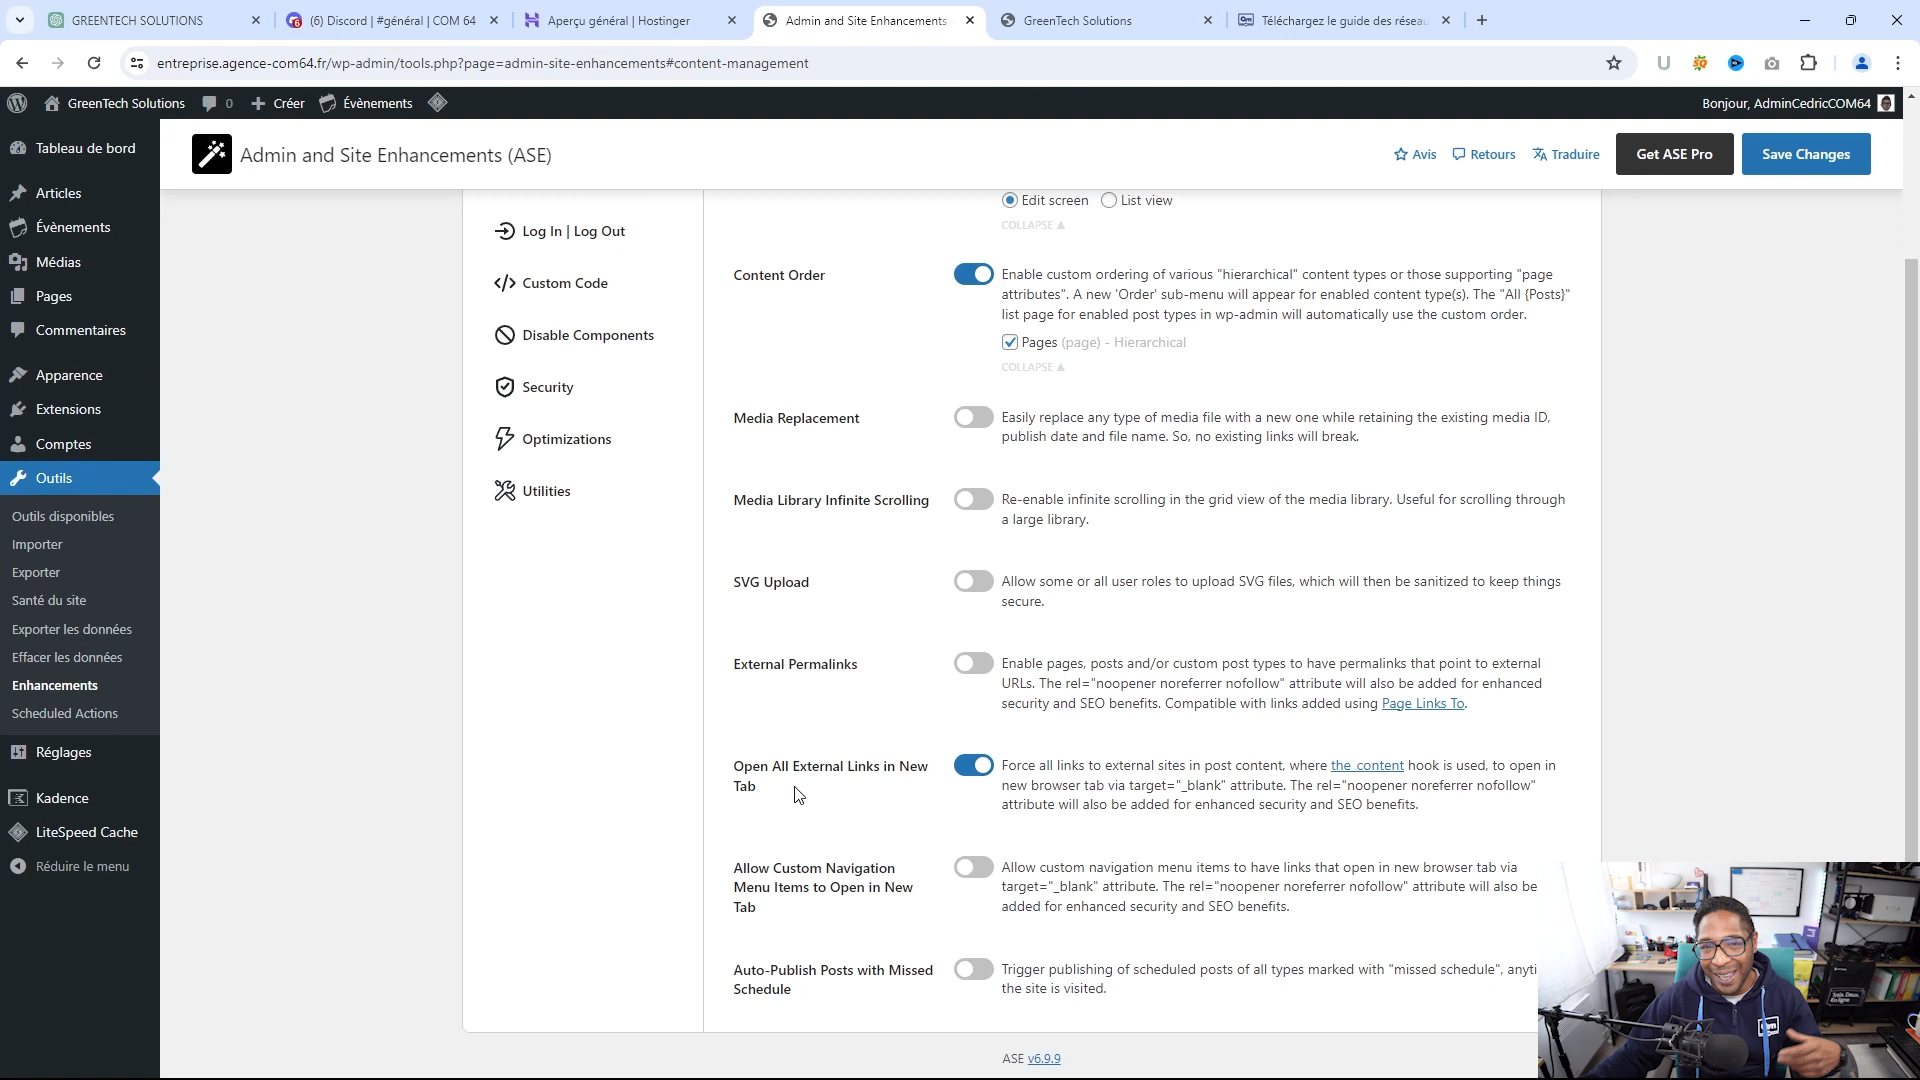 GREENTECH SOLUTIONS
(6) Discord | #général | COM 64
Aperçu général | Hostinger
Admin and Site Enhancements
GreenTech Solutions
Téléchargez le guide des réseau
entreprise.agence-com64.fr/wp-admin/tools.php?page=admin-site-enhancements#content-management
GreenTech Solutions
0
Créer
Évènements
Bonjour, AdminCedricCOM64
Tableau de bord
Articles
Évènements
Médias
Pages
Commentaires
Apparence
Extensions
Comptes
Outils
Outils disponibles
Importer
Exporter
Santé du site
Exporter les données
Effacer les données
Enhancements
Scheduled Actions
Réglages
Kadence
LiteSpeed Cache
Réduire le menu
Admin and Site Enhancements (ASE)
Avis
Retours
Traduire
Get ASE Pro
Save Changes
Log In | Log Out
Custom Code
Disable Components
Security
Optimizations
Utilities
Edit screen
List view
COLLAPSE ▲
Content Order
Enable custom ordering of various "hierarchical" content types or those supporting "page
attributes". A new 'Order' sub-menu will appear for enabled content type(s). The "All {Posts}"
list page for enabled post types in wp-admin will automatically use the custom order.
Pages (page) - Hierarchical
COLLAPSE ▲
Media Replacement
Easily replace any type of media file with a new one while retaining the existing media ID,
publish date and file name. So, no existing links will break.
Media Library Infinite Scrolling
Re-enable infinite scrolling in the grid view of the media library. Useful for scrolling through
a large library.
SVG Upload
Allow some or all user roles to upload SVG files, which will then be sanitized to keep things
secure.
External Permalinks
Enable pages, posts and/or custom post types to have permalinks that point to external
URLs. The rel="noopener noreferrer nofollow" attribute will also be added for enhanced
security and SEO benefits. Compatible with links added using Page Links To.
Open All External Links in New
Tab
Force all links to external sites in post content, where the_content hook is used, to open in
new browser tab via target="_blank" attribute. The rel="noopener noreferrer nofollow"
attribute will also be added for enhanced security and SEO benefits.
Allow Custom Navigation
Menu Items to Open in New
Tab
Allow custom navigation menu items to have links that open in new browser tab via
target="_blank" attribute. The rel="noopener noreferrer nofollow" attribute will also be
added for enhanced security and SEO benefits.
Auto-Publish Posts with Missed
Schedule
Trigger publishing of scheduled posts of all types marked with "missed schedule", anyti
the site is visited.
ASE v6.9.9